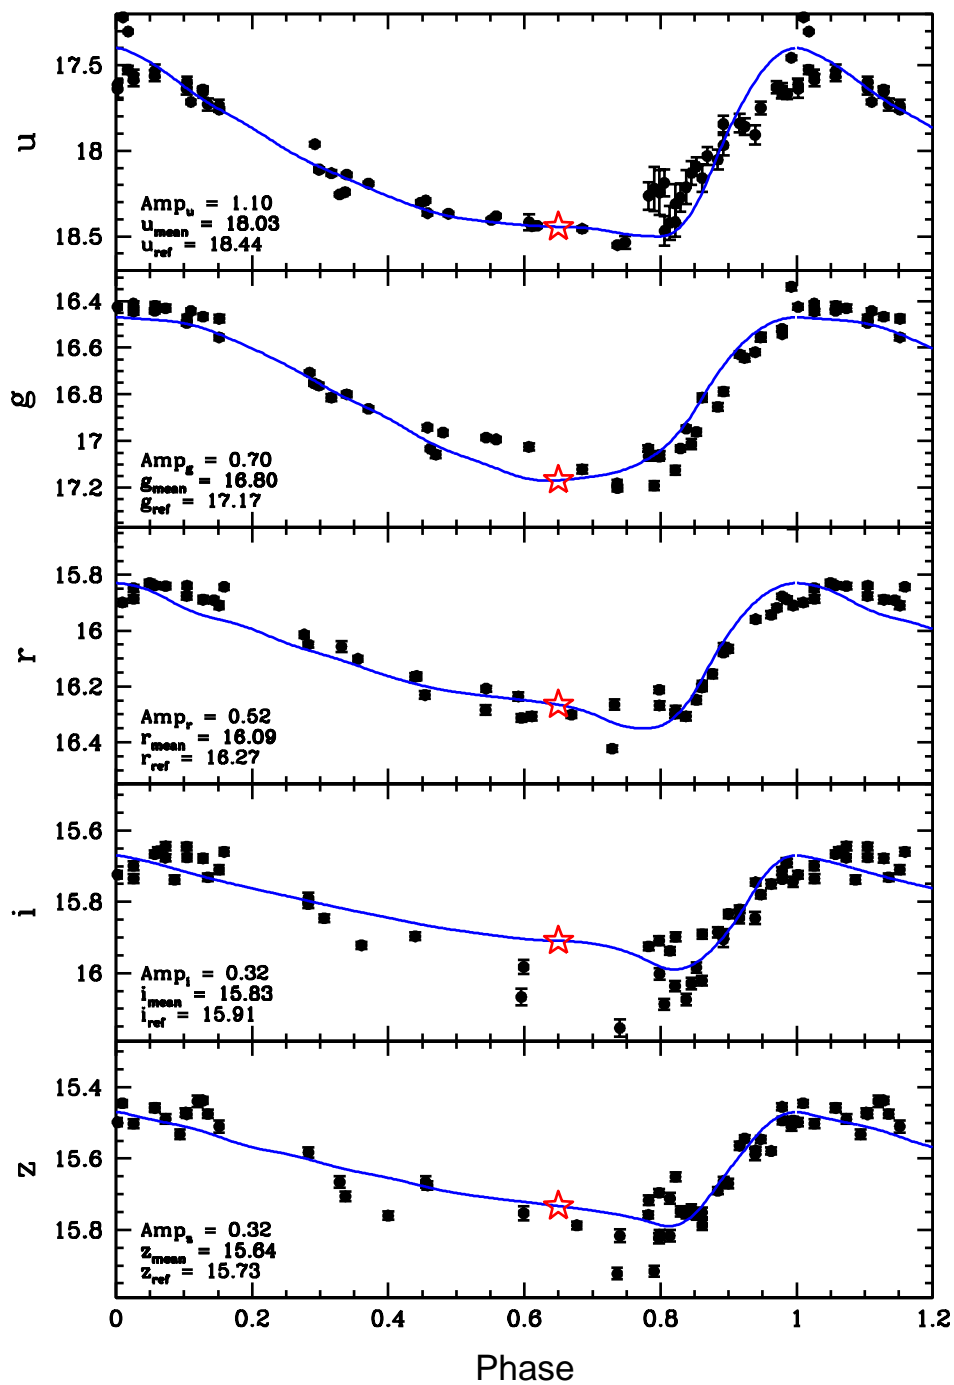 17.5
18
18.5
u
Amp_u = 1.10
u_mean = 18.03
u_ref = 18.44
16.4
16.6
16.8
17
17.2
g
Amp_g = 0.70
g_mean = 16.80
g_ref = 17.17
15.8
16
16.2
16.4
r
Amp_r = 0.52
r_mean = 16.09
r_ref = 16.27
15.6
15.8
16
i
Amp_i = 0.32
i_mean = 15.83
i_ref = 15.91
15.4
15.6
15.8
z
Amp_z = 0.32
z_mean = 15.64
z_ref = 15.73
0 0.2 0.4 0.6 0.8 1 1.2
Phase